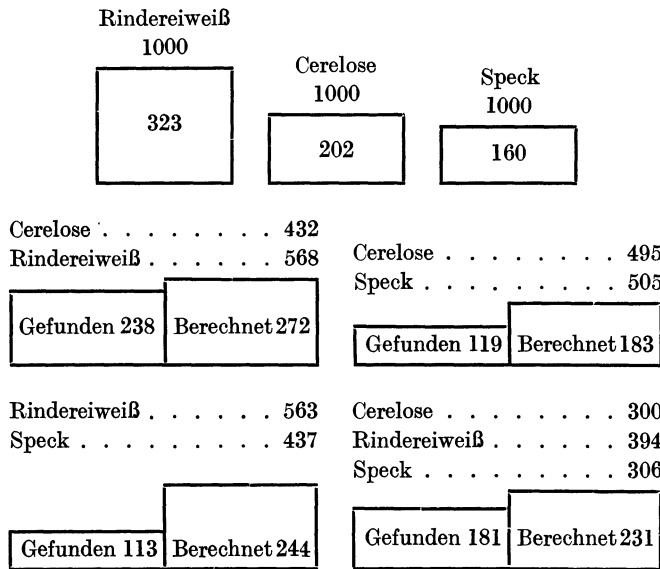 Rindereiweiß
1000
323
Cerelose
1000
202
Speck
1000
160
Cerelose . . . . . . . . 432
Rindereiweiß . . . . . . 568
Gefunden 238 Berechnet 272
Cerelose . . . . . . . . 495
Speck . . . . . . . . . 505
Gefunden 119 Berechnet 183
Rindereiweiß . . . . . . 563
Speck . . . . . . . . . 437
Gefunden 113 Berechnet 244
Cerelose . . . . . . . . 300
Rindereiweiß . . . . . . 394
Speck . . . . . . . . . 306
Gefunden 181 Berechnet 231